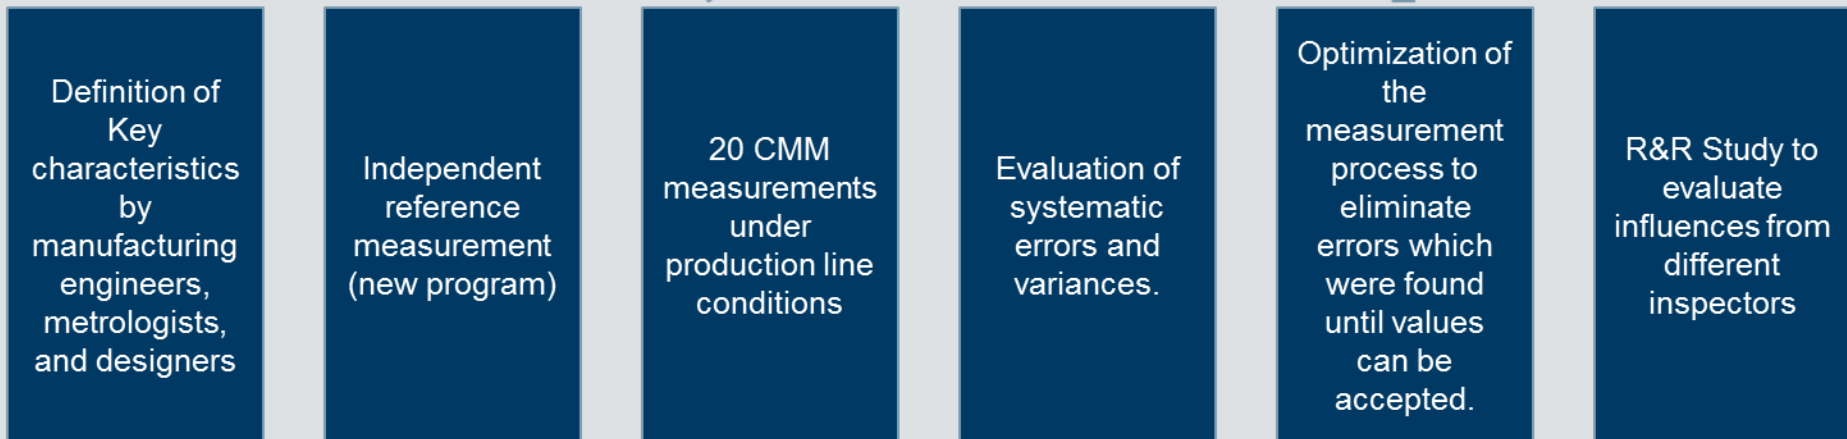 Definition of
Key
characteristics
by
manufacturing
engineers,
metrologists,
and designers
Independent
reference
measurement
(new program)
20 CMM
measurements
under
production line
conditions
Evaluation of
systematic
errors and
variances.
Optimization of
the
measurement
process to
eliminate
errors which
were found
until values
can be
accepted.
R&R Study to
evaluate
influences from
different
inspectors